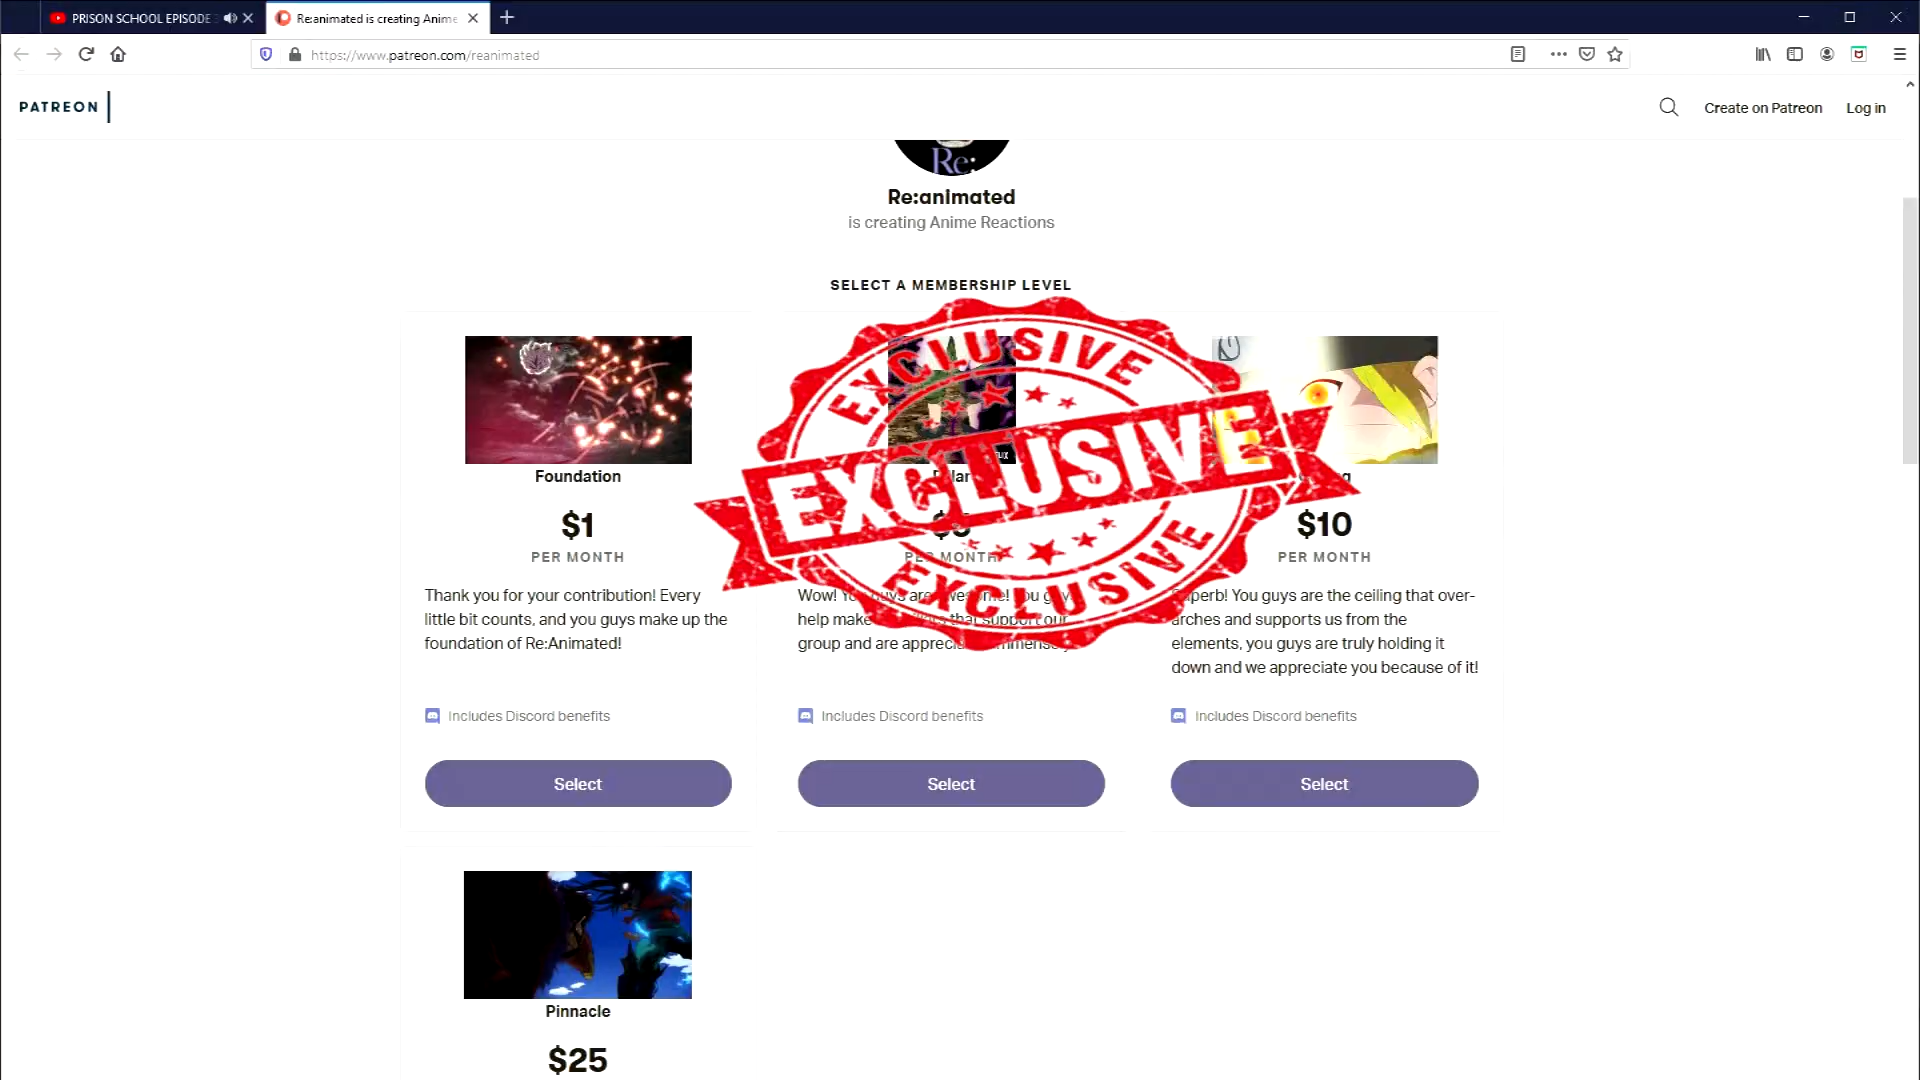 PRISON SCHOOL EPISODE
Re:animated is creating Anime
https://www.patreon.com/reanimated
PATREON
Create on Patreon
Log in
Re:
Re:animated
is creating Anime Reactions
SELECT A MEMBERSHIP LEVEL
EXCLUSIVE
EXCLUSIVE
EXCLUSIVE
Foundation
$1
PER MONTH
Thank you for your contribution! Every
little bit counts, and you guys make up the
foundation of Re:Animated!
Includes Discord benefits
Select
PER MONTH
Wow! You guys are awesome! You guys
help make that support our
group and are
Includes Discord benefits
Select
$10
PER MONTH
Superb! You guys are the ceiling that over-
arches and supports us from the
elements, you guys are truly holding it
down and we appreciate you because of it!
Includes Discord benefits
Select
Pinnacle
$25